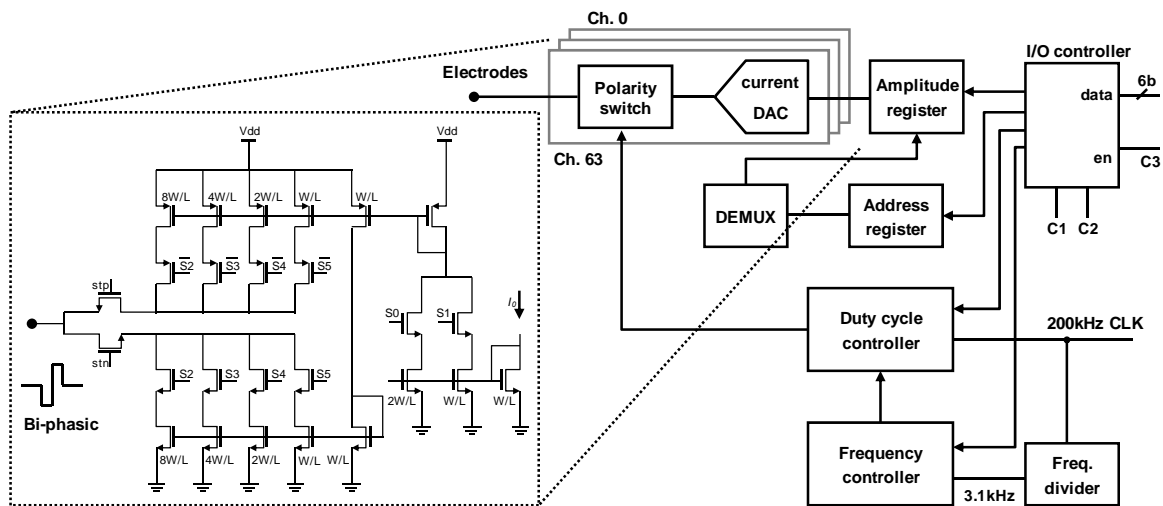 Ch. 0
I/O controller
Electrodes
Polarity switch
current DAC
Amplitude register
data
6b
en
C3
Ch. 63
C1
C2
DEMUX
Address register
Vdd
Vdd
8W/L
4W/L
2W/L
W/L
W/L
S2
S3
S4
S5
stp
S0
S1
I0
stn
S2
S3
S4
S5
2W/L
W/L
W/L
Bi-phasic
8W/L
4W/L
2W/L
W/L
W/L
Duty cycle controller
200kHz CLK
Frequency controller
3.1kHz
Freq. divider